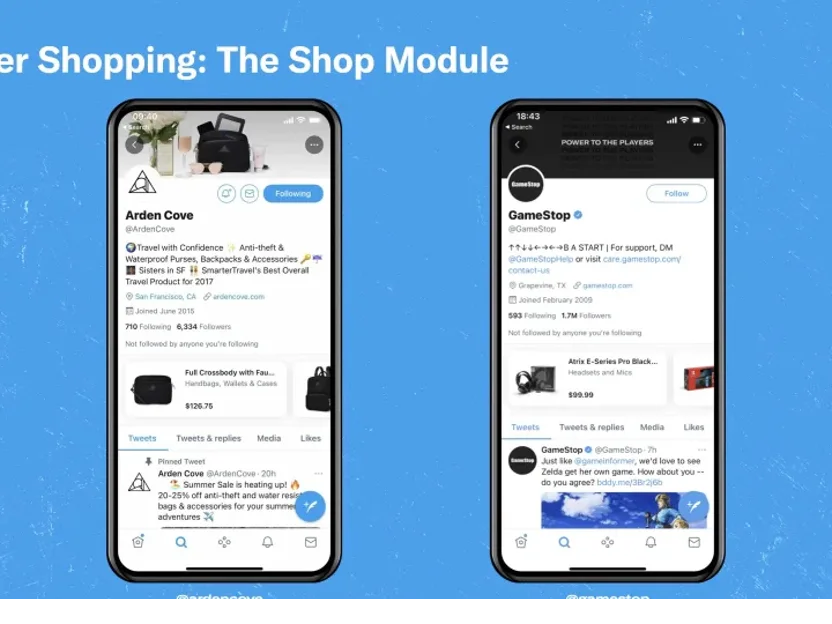 er Shopping: The Shop Module
09:40
Search
Following
Arden Cove
@ArdenCove
🌍Travel with Confidence ✨ Anti-theft &
Waterproof Purses, Backpacks & Accessories 🔑☔
🌉 Sisters in SF 👯 SmarterTravel's Best Overall
Travel Product for 2017
San Francisco, CA ardencove.com
Joined June 2015
710 Following 6,334 Followers
Not followed by anyone you're following
Full Crossbody with Fau...
Handbags, Wallets & Cases
$126.75
Tweets Tweets & replies Media Likes
Pinned Tweet
Arden Cove @ArdenCove · 20h
🏖️ Summer Sale is heating up! 🔥
20-25% off anti-theft and water resis
bags & accessories for your summer
adventures ✈️
@ardencove
18:43
Search
POWER TO THE PLAYERS
GameStop
Follow
GameStop
@GameStop
↑↑↓↓←→←→B A START | For support, DM
@GameStopHelp or visit care.gamestop.com/
contact-us
Grapevine, TX gamestop.com
Joined February 2009
593 Following 1.7M Followers
Not followed by anyone you're following
Atrix E-Series Pro Black...
Headsets and Mics
$99.99
Tweets Tweets & replies Media Likes
GameStop
GameStop @GameStop · 7h
Just like @gameinformer, we'd love to see
Zelda get her own game. How about you --
do you agree? bddy.me/3Br2j6b
@gamestop